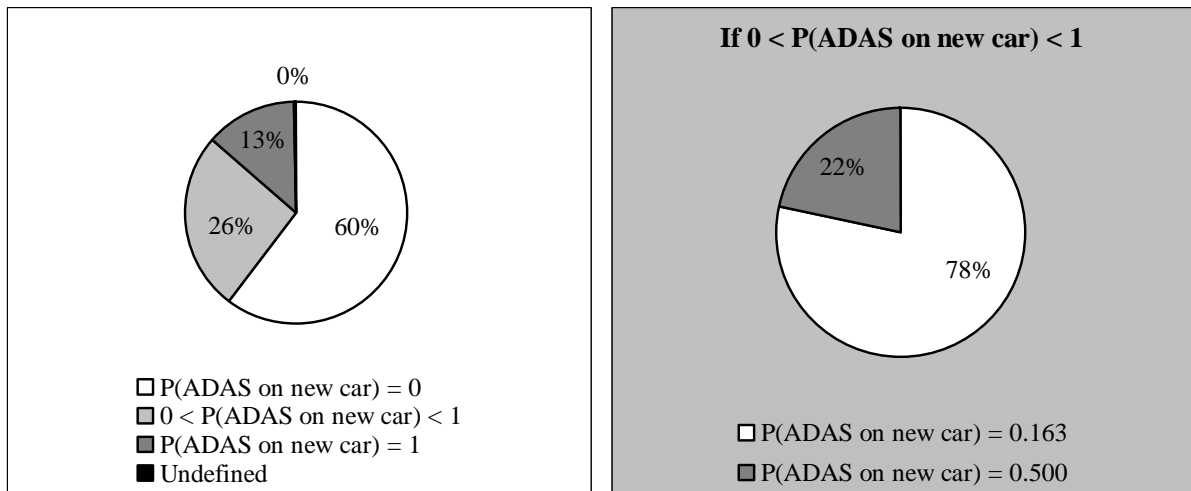 0%
13%
26%
60%
P(ADAS on new car) = 0
0 < P(ADAS on new car) < 1
P(ADAS on new car) = 1
Undefined
If 0 < P(ADAS on new car) < 1
22%
78%
P(ADAS on new car) = 0.163
P(ADAS on new car) = 0.500